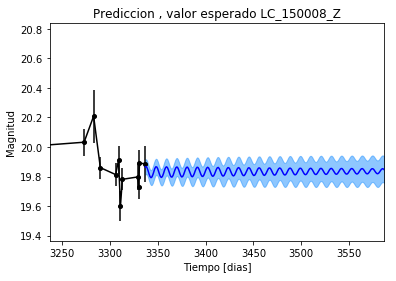 Prediccion , valor esperado LC_150008_Z
20.8
20.6
20.4
20.2
20.0
19.8
19.6
19.4
Magnitud
3250 3300 3350 3400 3450 3500 3550
Tiempo [dias]